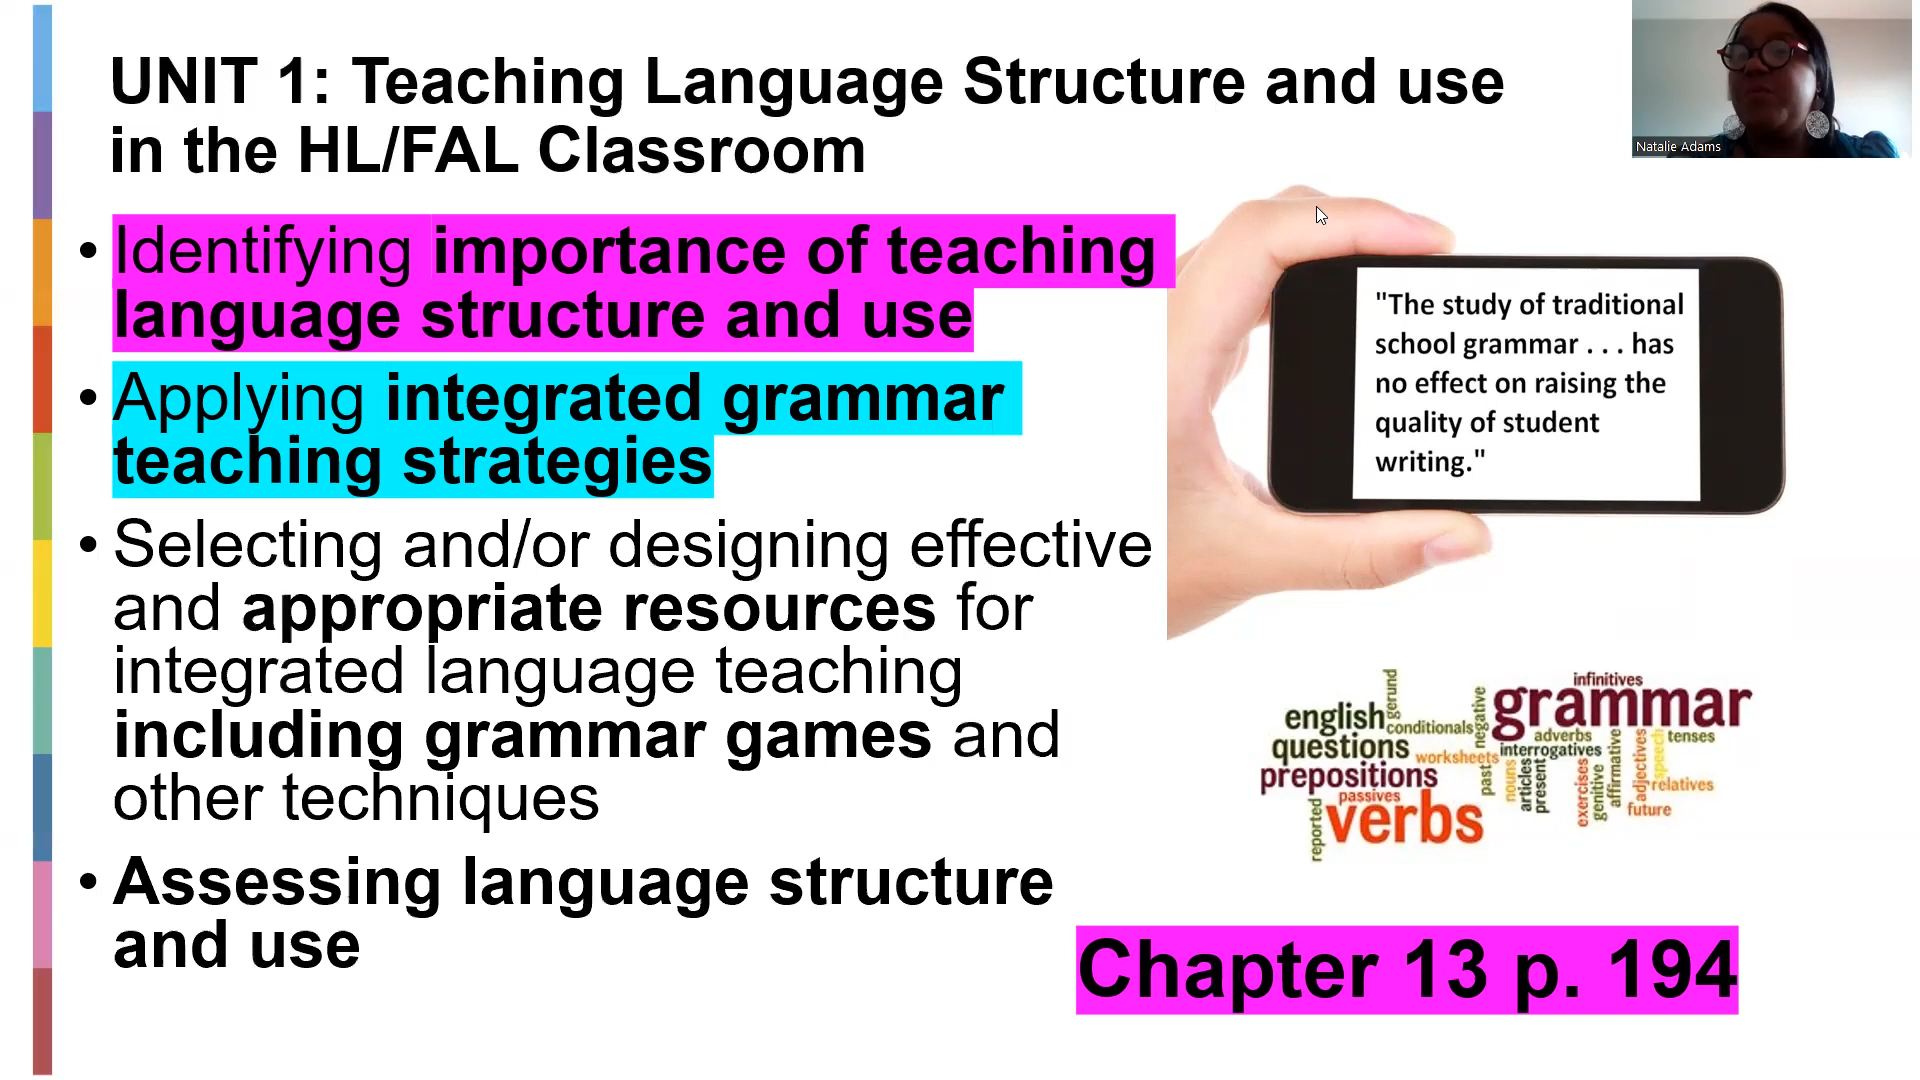 UNIT 1: Teaching Language Structure and use
in the HL/FAL Classroom
Natalie Adams
• Identifying importance of teaching
language structure and use
• Applying integrated grammar
teaching strategies
• Selecting and/or designing effective
and appropriate resources for
integrated language teaching
including grammar games and
other techniques
• Assessing language structure
and use
"The study of traditional
school grammar . . . has
no effect on raising the
quality of student
writing."
infinitives
grammar
gerund
english
conditionals
negative
adverbs
tenses
questions
interrogatives
worksheets
prepositions
past
nouns
articles
present
exercises
genitive
affirmative
adjectives
speech
relatives
passives
verbs
future
reported
Chapter 13 p. 194